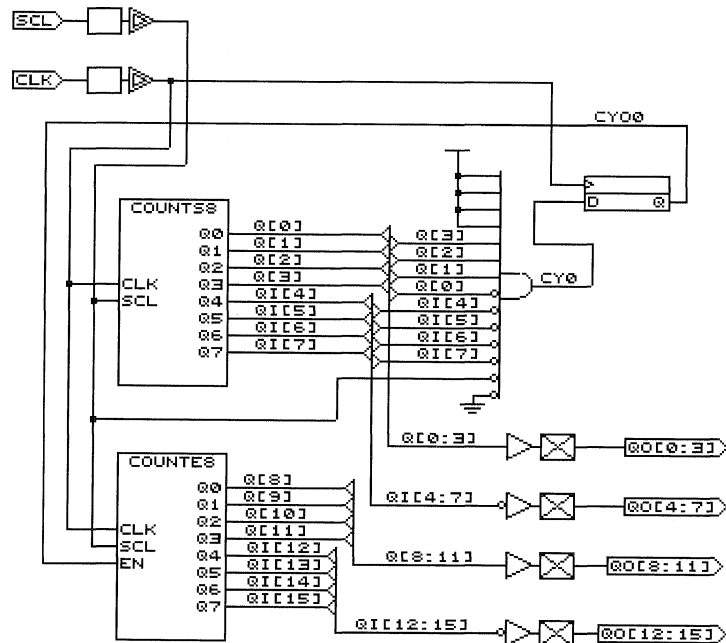 SCL
CLK
CYO0
D Q
COUNTS8
Q0 Q[0]
Q1 Q[1] Q[3]
Q2 Q[2] Q[2]
Q3 Q[3] Q[1]
CLK Q[0] CY0
SCL Q4 QI[4] QI[4]
Q5 QI[5] QI[5]
Q6 QI[6] QI[6]
Q7 QI[7] QI[7]
Q[0:3] QO[0:3]
COUNTE8
Q0 Q[8]
Q1 Q[9] QI[4:7] QO[4:7]
Q2 Q[10]
Q3 Q[11]
CLK
SCL Q4 QI[12] Q[8:11] QO[8:11]
EN Q5 QI[13]
Q6 QI[14]
Q7 QI[15]
QI[12:15] QO[12:15]